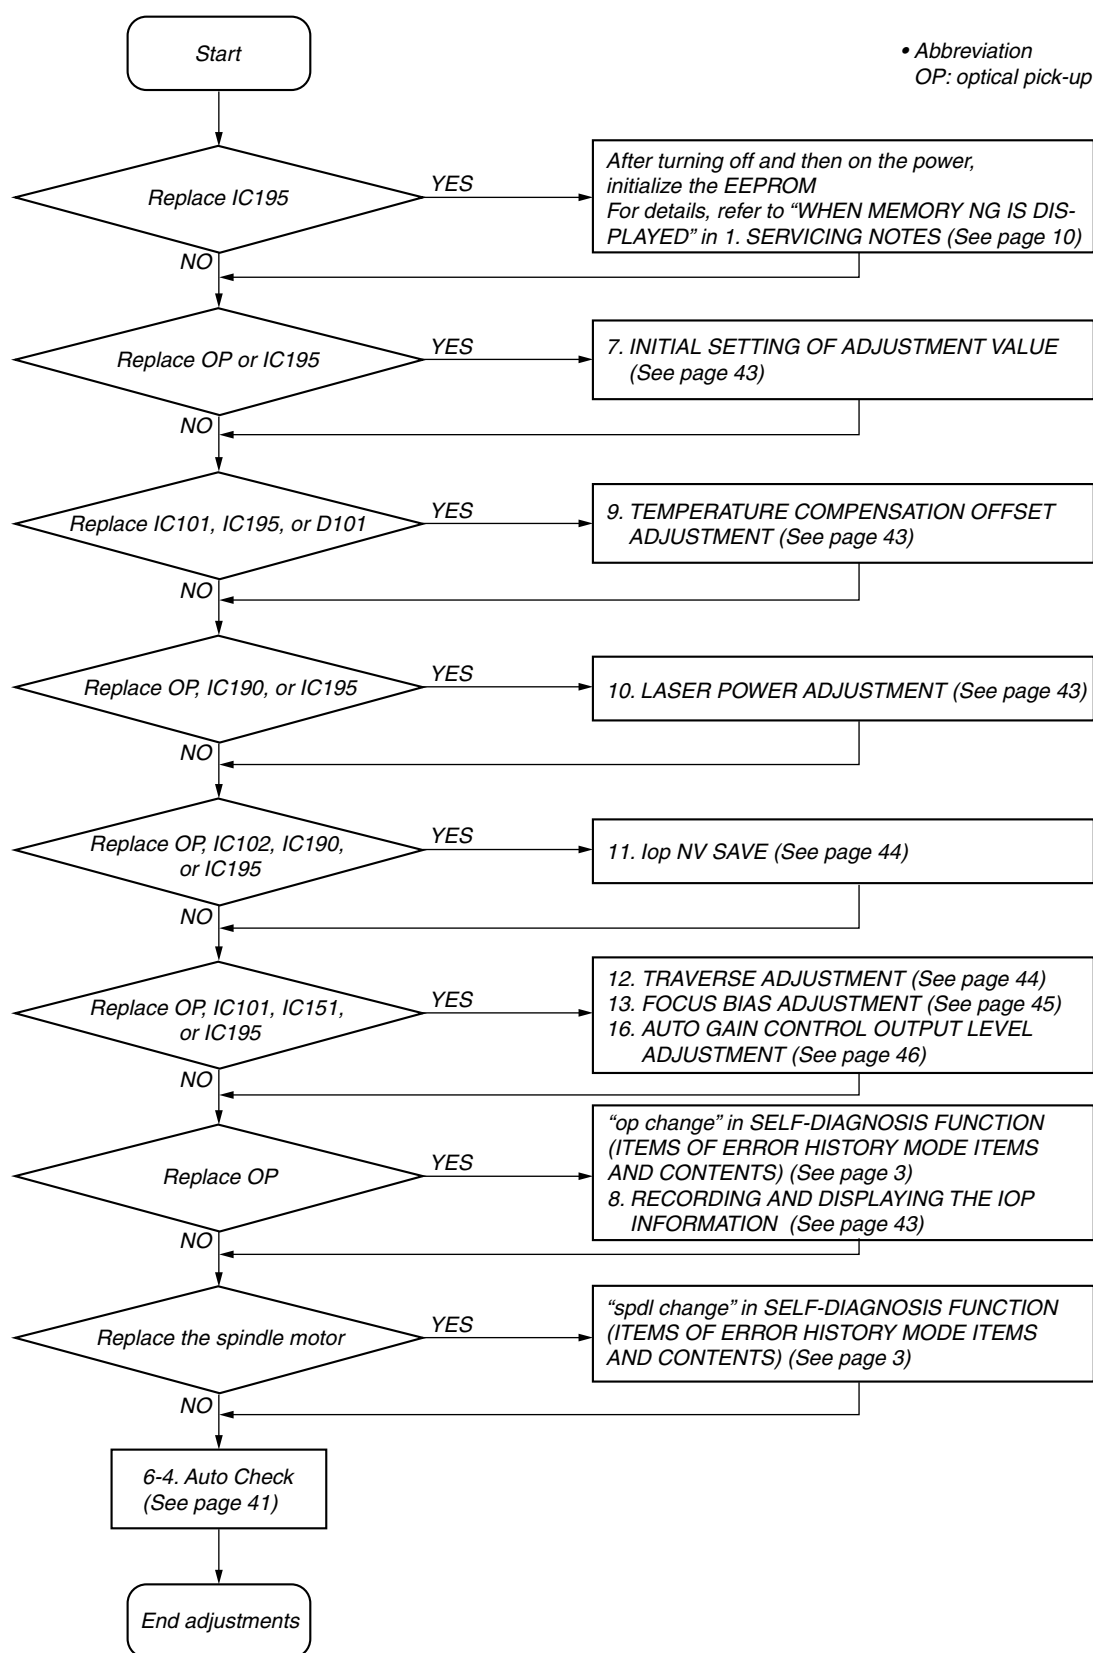 Start
• Abbreviation
OP: optical pick-up
Replace IC195
YES
After turning off and then on the power,
initialize the EEPROM
For details, refer to “WHEN MEMORY NG IS DIS-
PLAYED” in 1. SERVICING NOTES (See page 10)
NO
Replace OP or IC195
YES
7. INITIAL SETTING OF ADJUSTMENT VALUE
(See page 43)
NO
Replace IC101, IC195, or D101
YES
9. TEMPERATURE COMPENSATION OFFSET
ADJUSTMENT (See page 43)
NO
Replace OP, IC190, or IC195
YES
10. LASER POWER ADJUSTMENT (See page 43)
NO
Replace OP, IC102, IC190,
or IC195
YES
11. Iop NV SAVE (See page 44)
NO
Replace OP, IC101, IC151,
or IC195
YES
12. TRAVERSE ADJUSTMENT (See page 44)
13. FOCUS BIAS ADJUSTMENT (See page 45)
16. AUTO GAIN CONTROL OUTPUT LEVEL
ADJUSTMENT (See page 46)
NO
Replace OP
YES
“op change” in SELF-DIAGNOSIS FUNCTION
(ITEMS OF ERROR HISTORY MODE ITEMS
AND CONTENTS) (See page 3)
8. RECORDING AND DISPLAYING THE IOP
INFORMATION (See page 43)
NO
Replace the spindle motor
YES
“spdl change” in SELF-DIAGNOSIS FUNCTION
(ITEMS OF ERROR HISTORY MODE ITEMS
AND CONTENTS) (See page 3)
NO
6-4. Auto Check
(See page 41)
End adjustments